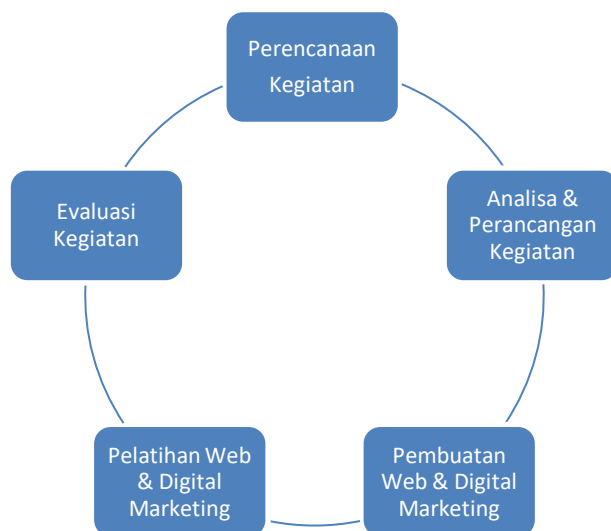 Perencanaan
Kegiatan
Analisa &
Perancangan
Kegiatan
Pembuatan
Web & Digital
Marketing
Pelatihan Web
& Digital
Marketing
Evaluasi
Kegiatan